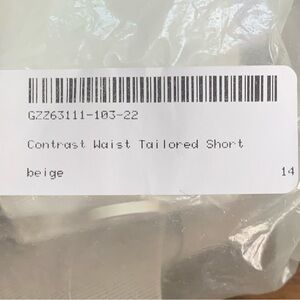 GZZ63111-103-22
Contrast Waist Tailored Short
beige 14